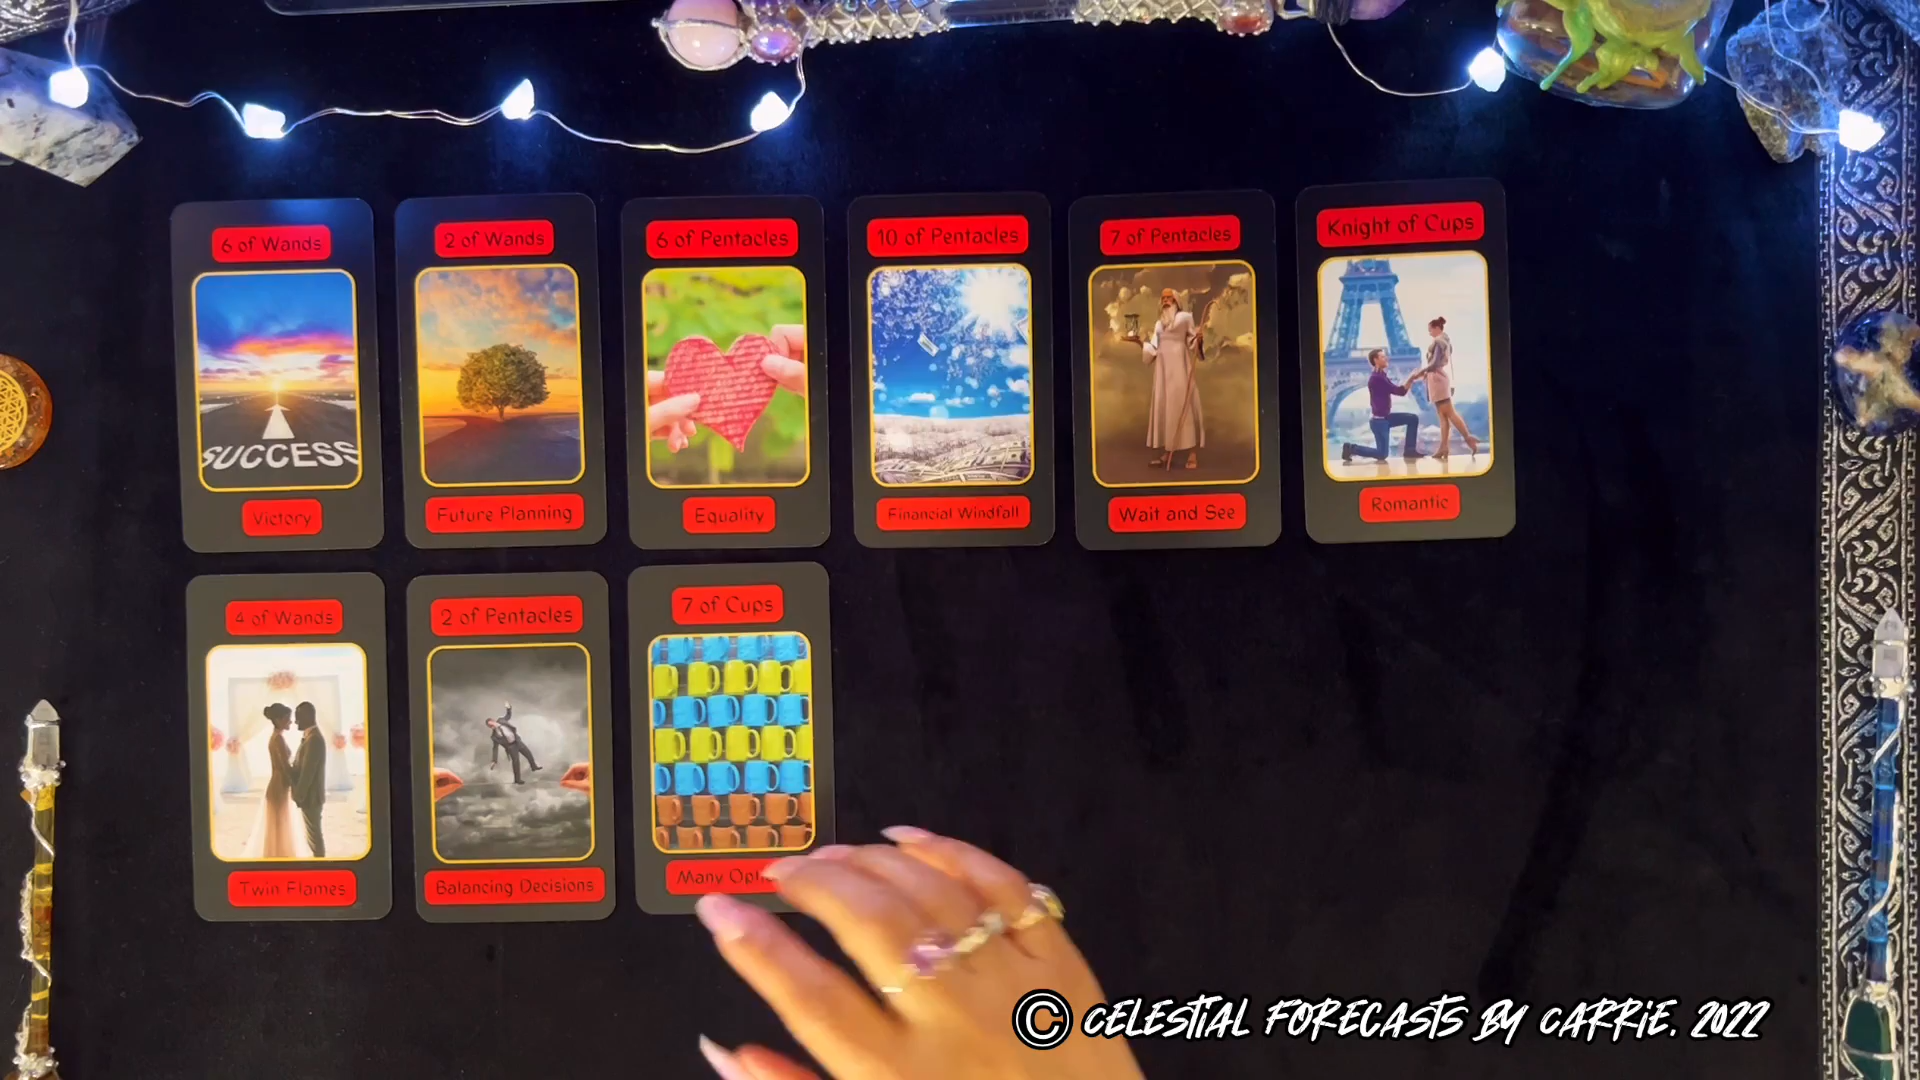 6 of Wands
SUCCESS
Victory
2 of Wands
Future Planning
6 of Pentacles
Equality
10 of Pentacles
Financial Windfall
7 of Pentacles
Wait and See
Knight of Cups
Romantic
4 of Wands
Twin Flames
2 of Pentacles
Balancing Decisions
7 of Cups
Many
© CELESTIAL FORECASTS BY CARRIE. 2022